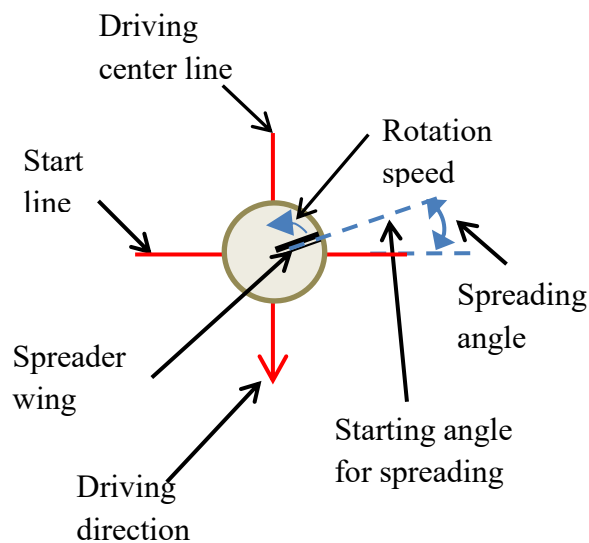 Driving
center line
Rotation
speed
Start
line
Spreading
angle
Spreader
wing
Starting angle
for spreading
Driving
direction